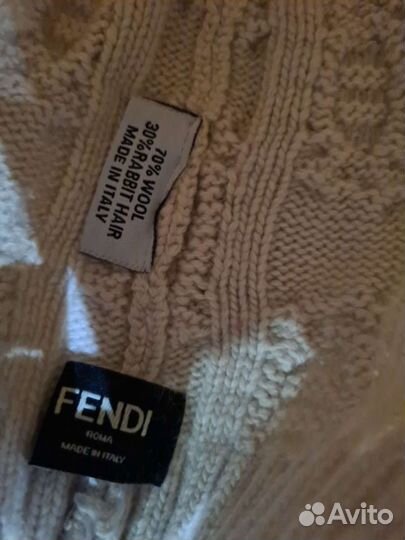 70% WOOL
30%RABBIT HAIR
MADE IN ITALY
FENDI
ROMA
MADE IN ITALY
Avito